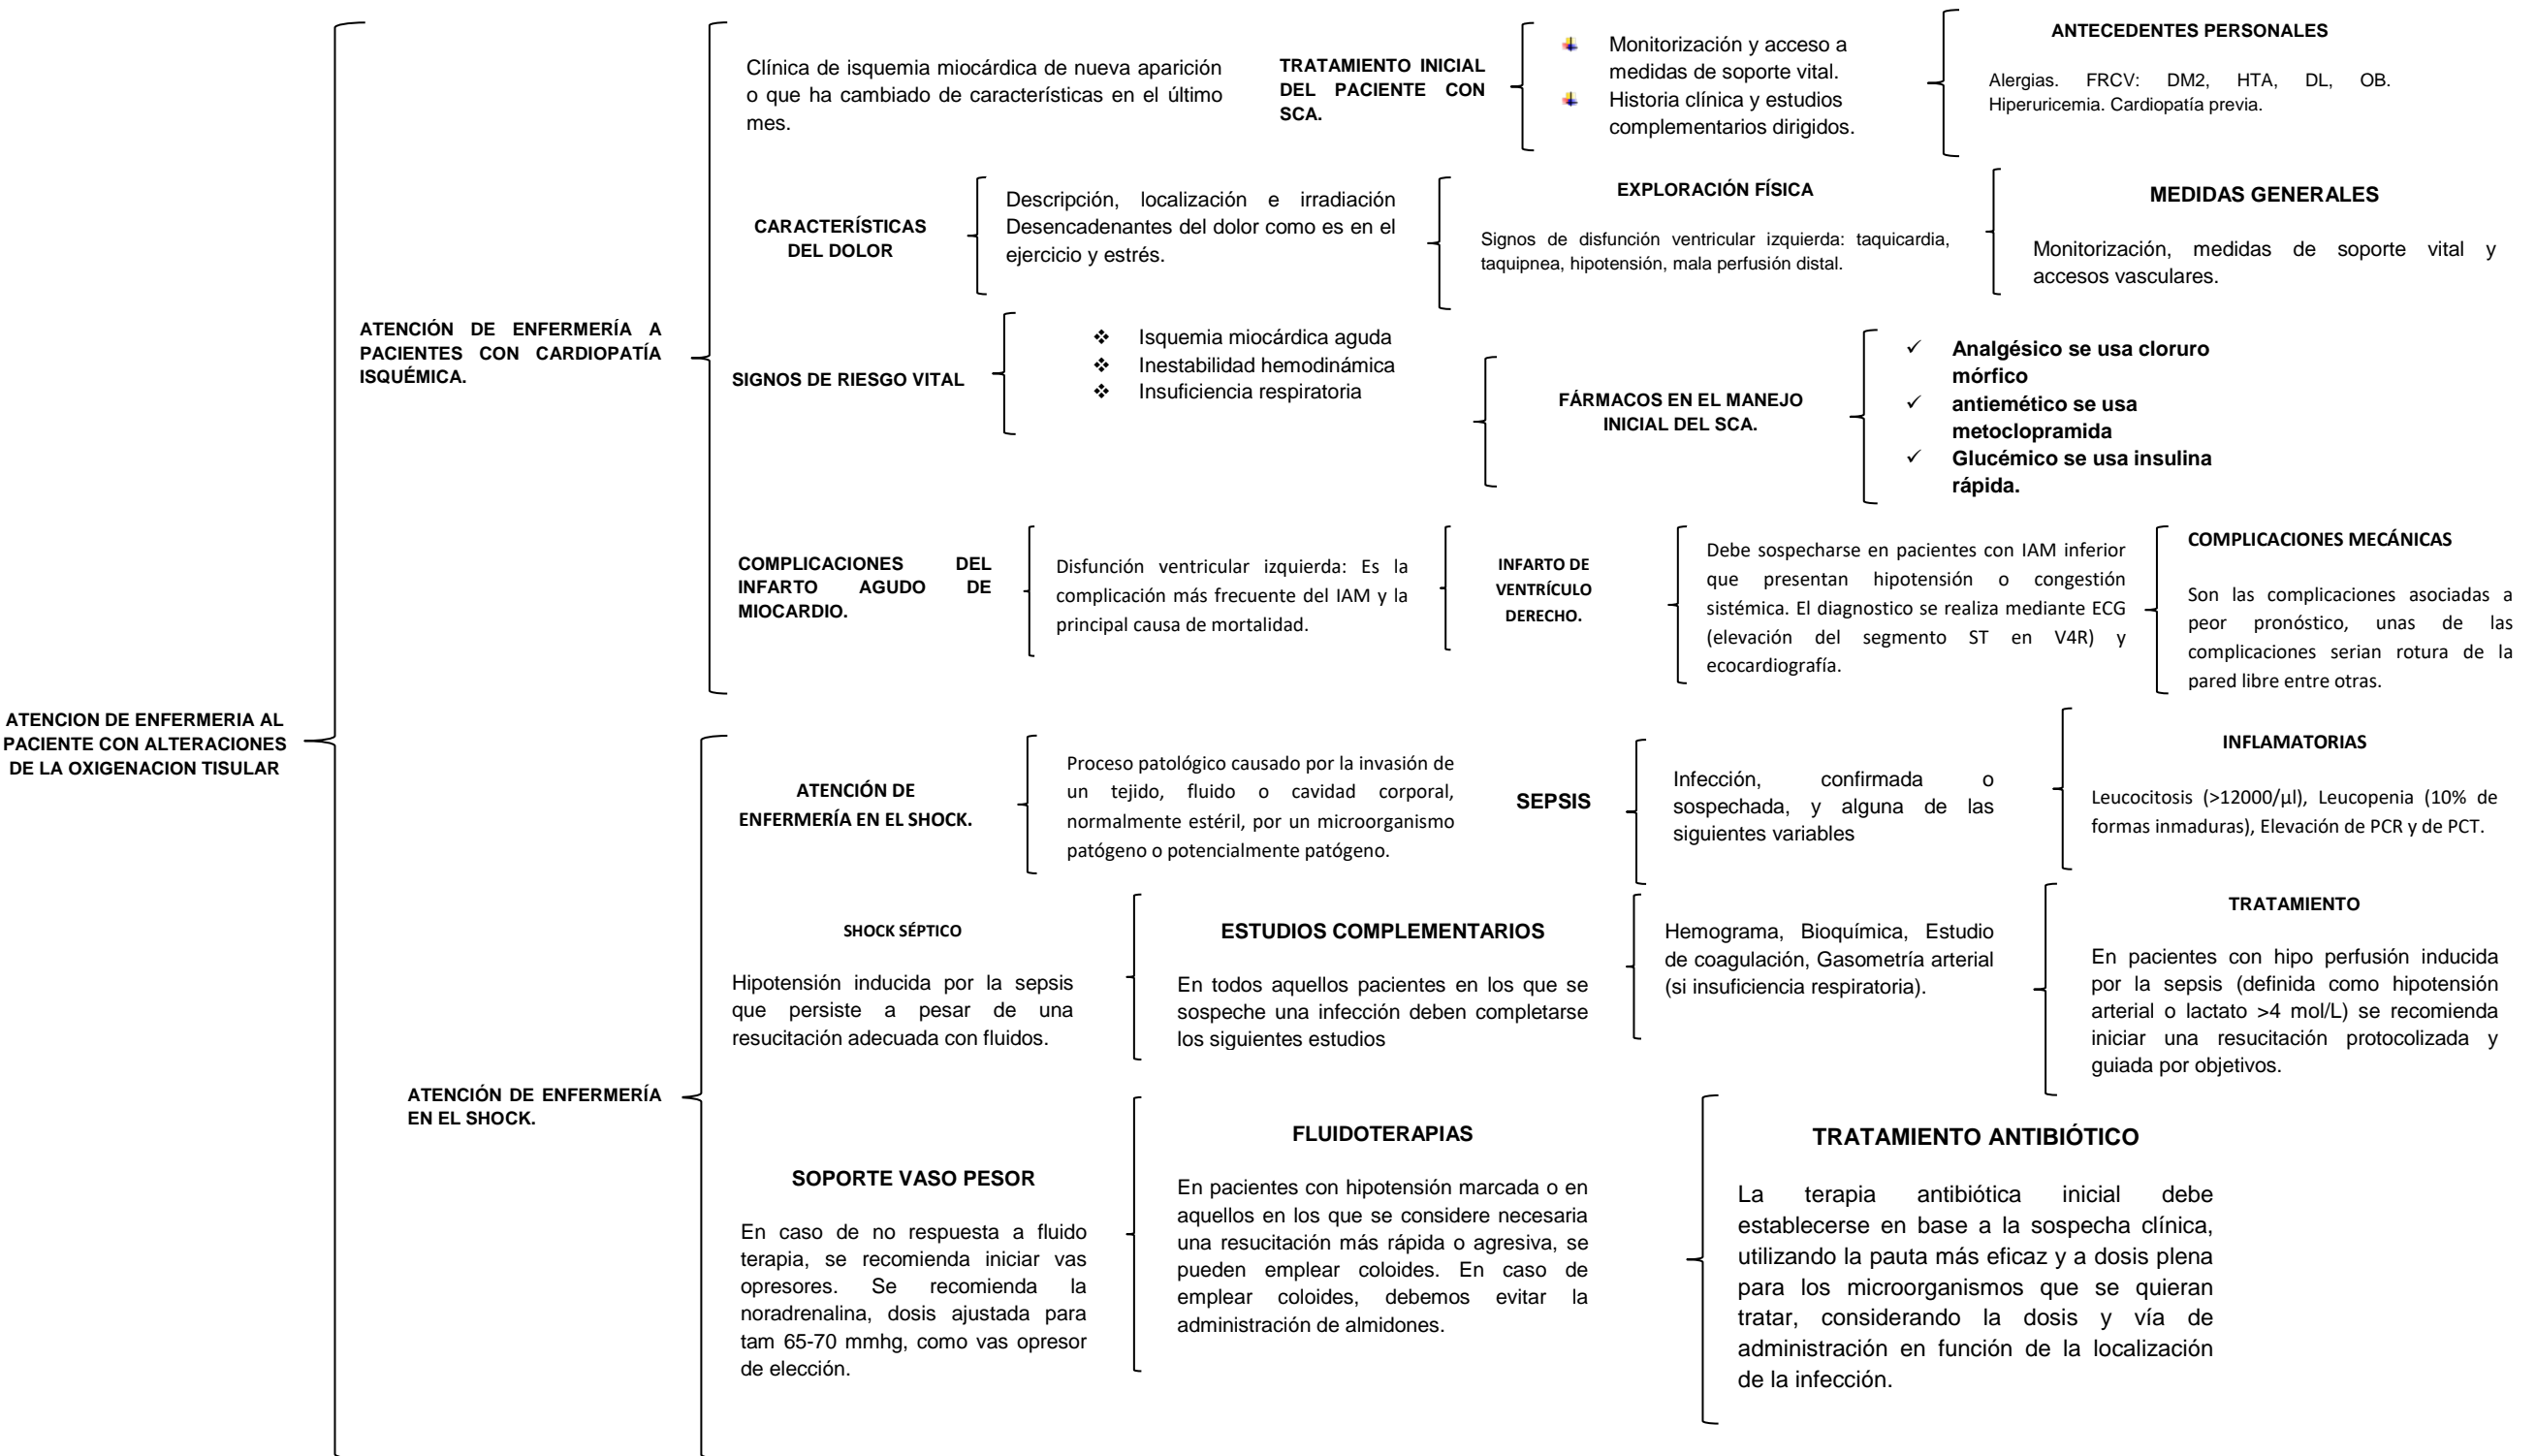 Clínica de isquemia miocárdica de nueva aparición
o que ha cambiado de características en el último
mes.
TRATAMIENTO INICIAL
DEL PACIENTE CON
SCA.
Monitorización y acceso a
medidas de soporte vital.
Historia clínica y estudios
complementarios dirigidos.
ANTECEDENTES PERSONALES
Alergias. FRCV: DM2, HTA, DL, OB.
Hiperuricemia. Cardiopatía previa.
CARACTERÍSTICAS
DEL DOLOR
Descripción, localización e irradiación
Desencadenantes del dolor como es en el
ejercicio y estrés.
EXPLORACIÓN FÍSICA
Signos de disfunción ventricular izquierda: taquicardia,
taquipnea, hipotensión, mala perfusión distal.
MEDIDAS GENERALES
Monitorización, medidas de soporte vital y
accesos vasculares.
ATENCIÓN DE ENFERMERÍA A
PACIENTES CON CARDIOPATÍA
ISQUÉMICA.
SIGNOS DE RIESGO VITAL
Isquemia miocárdica aguda
Inestabilidad hemodinámica
Insuficiencia respiratoria
FÁRMACOS EN EL MANEJO
INICIAL DEL SCA.
Analgésico se usa cloruro
mórfico
antiemético se usa
metoclopramida
Glucémico se usa insulina
rápida.
COMPLICACIONES DEL
INFARTO AGUDO DE
MIOCARDIO.
Disfunción ventricular izquierda: Es la
complicación más frecuente del IAM y la
principal causa de mortalidad.
INFARTO DE
VENTRÍCULO
DERECHO.
Debe sospecharse en pacientes con IAM inferior
que presentan hipotensión o congestión
sistémica. El diagnostico se realiza mediante ECG
(elevación del segmento ST en V4R) y
ecocardiografía.
COMPLICACIONES MECÁNICAS
Son las complicaciones asociadas a
peor pronóstico, unas de las
complicaciones serian rotura de la
pared libre entre otras.
ATENCION DE ENFERMERIA AL
PACIENTE CON ALTERACIONES
DE LA OXIGENACION TISULAR
ATENCIÓN DE
ENFERMERÍA EN EL SHOCK.
Proceso patológico causado por la invasión de
un tejido, fluido o cavidad corporal,
normalmente estéril, por un microorganismo
patógeno o potencialmente patógeno.
SEPSIS
Infección, confirmada o
sospechada, y alguna de las
siguientes variables
INFLAMATORIAS
Leucocitosis (>12000/μl), Leucopenia (10% de
formas inmaduras), Elevación de PCR y de PCT.
SHOCK SÉPTICO
Hipotensión inducida por la sepsis
que persiste a pesar de una
resucitación adecuada con fluidos.
ESTUDIOS COMPLEMENTARIOS
En todos aquellos pacientes en los que se
sospeche una infección deben completarse
los siguientes estudios
Hemograma, Bioquímica, Estudio
de coagulación, Gasometría arterial
(si insuficiencia respiratoria).
TRATAMIENTO
En pacientes con hipo perfusión inducida
por la sepsis (definida como hipotensión
arterial o lactato >4 mol/L) se recomienda
iniciar una resucitación protocolizada y
guiada por objetivos.
ATENCIÓN DE ENFERMERÍA
EN EL SHOCK.
SOPORTE VASO PESOR
En caso de no respuesta a fluido
terapia, se recomienda iniciar vas
opresores. Se recomienda la
noradrenalina, dosis ajustada para
tam 65-70 mmhg, como vas opresor
de elección.
FLUIDOTERAPIAS
En pacientes con hipotensión marcada o en
aquellos en los que se considere necesaria
una resucitación más rápida o agresiva, se
pueden emplear coloides. En caso de
emplear coloides, debemos evitar la
administración de almidones.
TRATAMIENTO ANTIBIÓTICO
La terapia antibiótica inicial debe
establecerse en base a la sospecha clínica,
utilizando la pauta más eficaz y a dosis plena
para los microorganismos que se quieran
tratar, considerando la dosis y vía de
administración en función de la localización
de la infección.